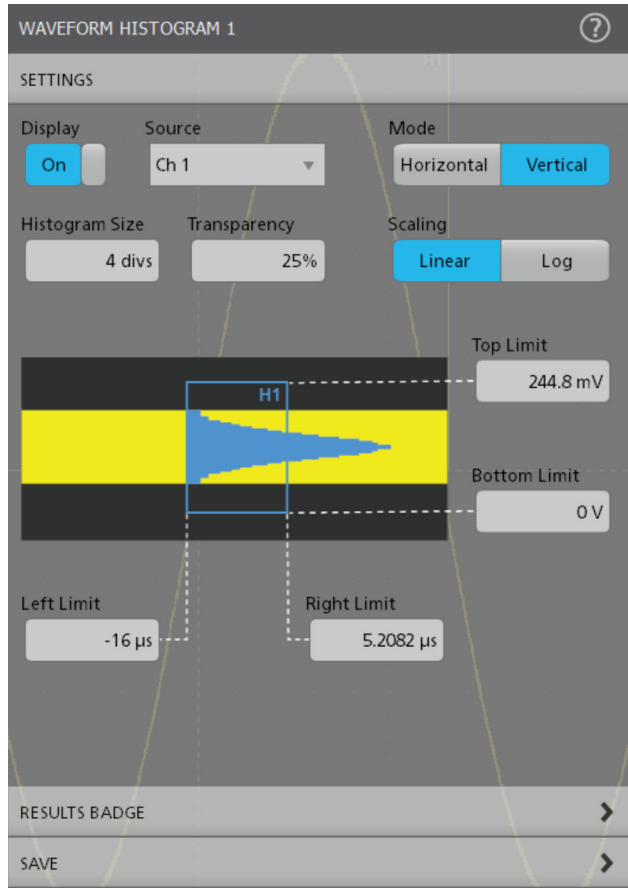 WAVEFORM HISTOGRAM 1 ?
H1
SETTINGS
Display Source Mode
On Ch 1 Horizontal Vertical
Histogram Size Transparency Scaling
4 divs 25% Linear Log
Top Limit
244.8 mV
H1
Bottom Limit
0 V
Left Limit Right Limit
-16 µs 5.2082 µs
RESULTS BADGE
SAVE